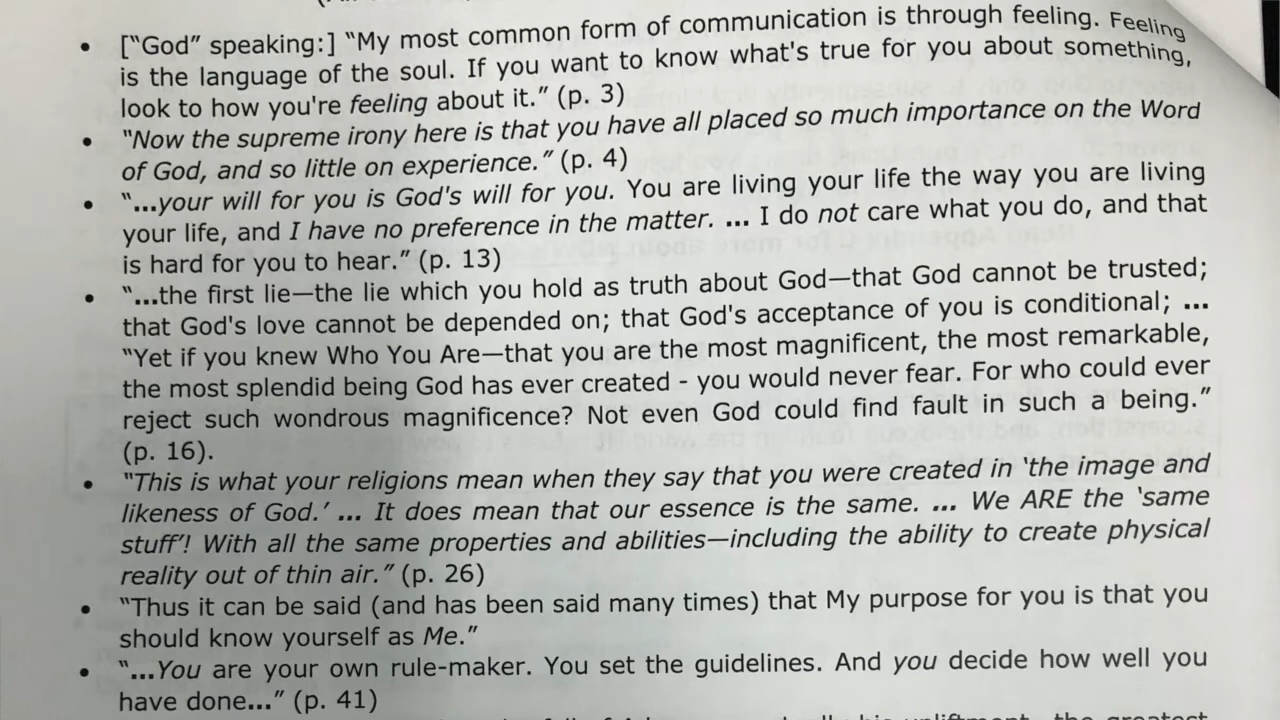 • [“God” speaking:] “My most common form of communication is through feeling. Feeling
is the language of the soul. If you want to know what's true for you about something,
look to how you're feeling about it.” (p. 3)
• “Now the supreme irony here is that you have all placed so much importance on the Word
of God, and so little on experience.” (p. 4)
• “...your will for you is God's will for you. You are living your life the way you are living
your life, and I have no preference in the matter. ... I do not care what you do, and that
is hard for you to hear.” (p. 13)
• “...the first lie—the lie which you hold as truth about God—that God cannot be trusted;
that God's love cannot be depended on; that God's acceptance of you is conditional; ...
“Yet if you knew Who You Are—that you are the most magnificent, the most remarkable,
the most splendid being God has ever created - you would never fear. For who could ever
reject such wondrous magnificence? Not even God could find fault in such a being.”
(p. 16).
• “This is what your religions mean when they say that you were created in ‘the image and
likeness of God.’ ... It does mean that our essence is the same. ... We ARE the ‘same
stuff’! With all the same properties and abilities—including the ability to create physical
reality out of thin air.” (p. 26)
• “Thus it can be said (and has been said many times) that My purpose for you is that you
should know yourself as Me.”
• “...You are your own rule-maker. You set the guidelines. And you decide how well you
have done...” (p. 41)